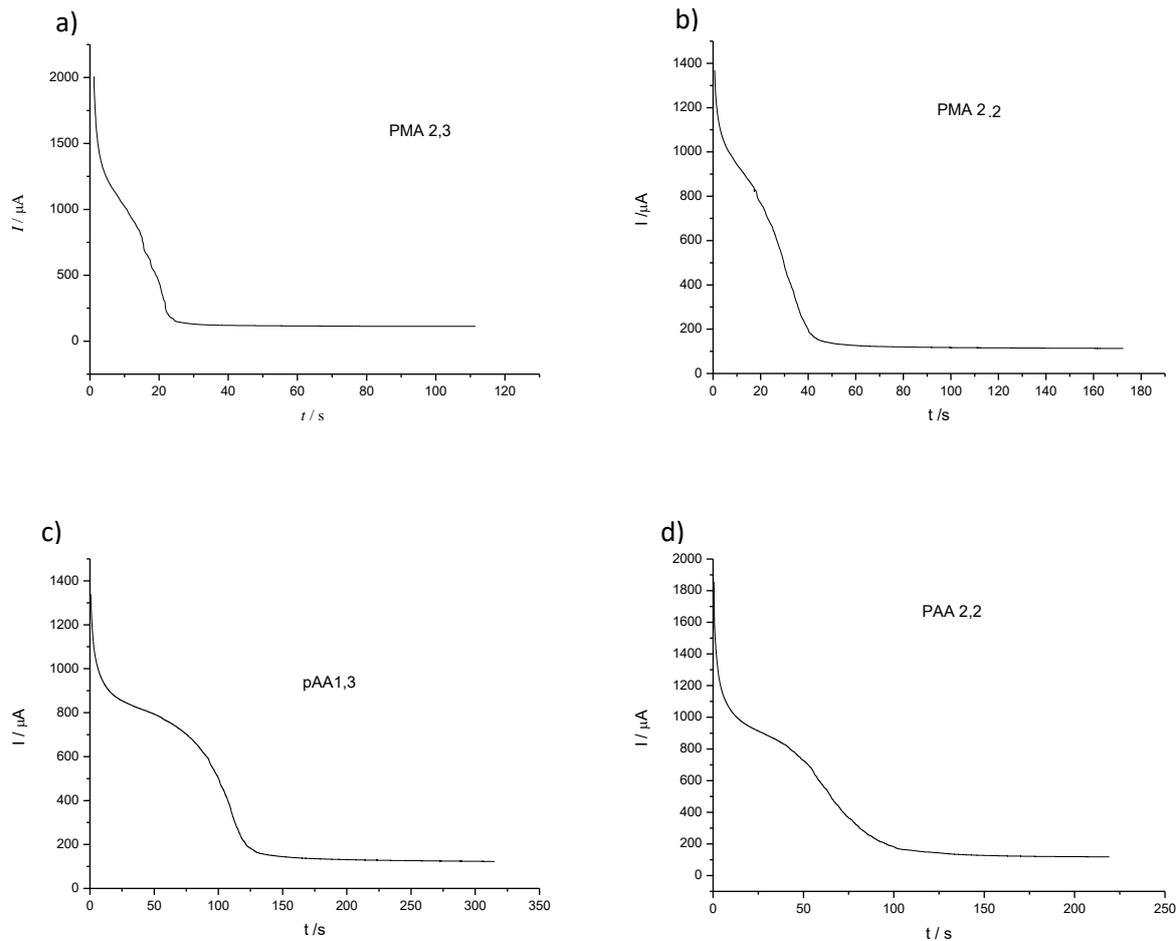 a)
2000
1500
1000
500
0
I / μA
PMA 2,3
0 20 40 60 80 100 120
t / s
b)
1400
1200
1000
800
600
400
200
0
I /μA
PMA 2.2
0 20 40 60 80 100 120 140 160 180
t /s
c)
1400
1200
1000
800
600
400
200
0
I / μA
pAA1,3
0 50 100 150 200 250 300 350
t / s
d)
2000
1800
1600
1400
1200
1000
800
600
400
200
0
I / μA
PAA 2,2
0 50 100 150 200 250
t / s